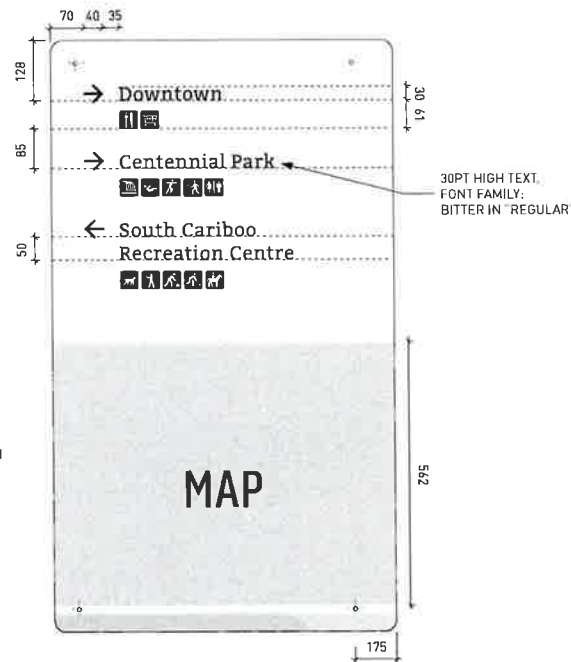 70 40 35
128
Downtown
30 61
85
Centennial Park
30PT HIGH TEXT,
FONT FAMILY:
BITTER IN "REGULAR"
South Cariboo
Recreation Centre
50
MAP
562
175